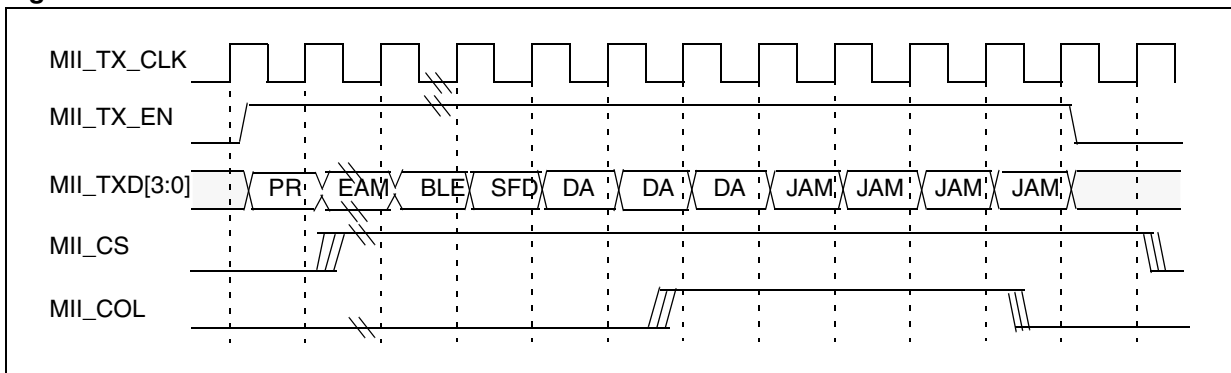 MII_TX_CLK
MII_TX_EN
MII_TXD[3:0] PR EAM BLE SFD DA DA DA JAM JAM JAM JAM
MII_CS
MII_COL